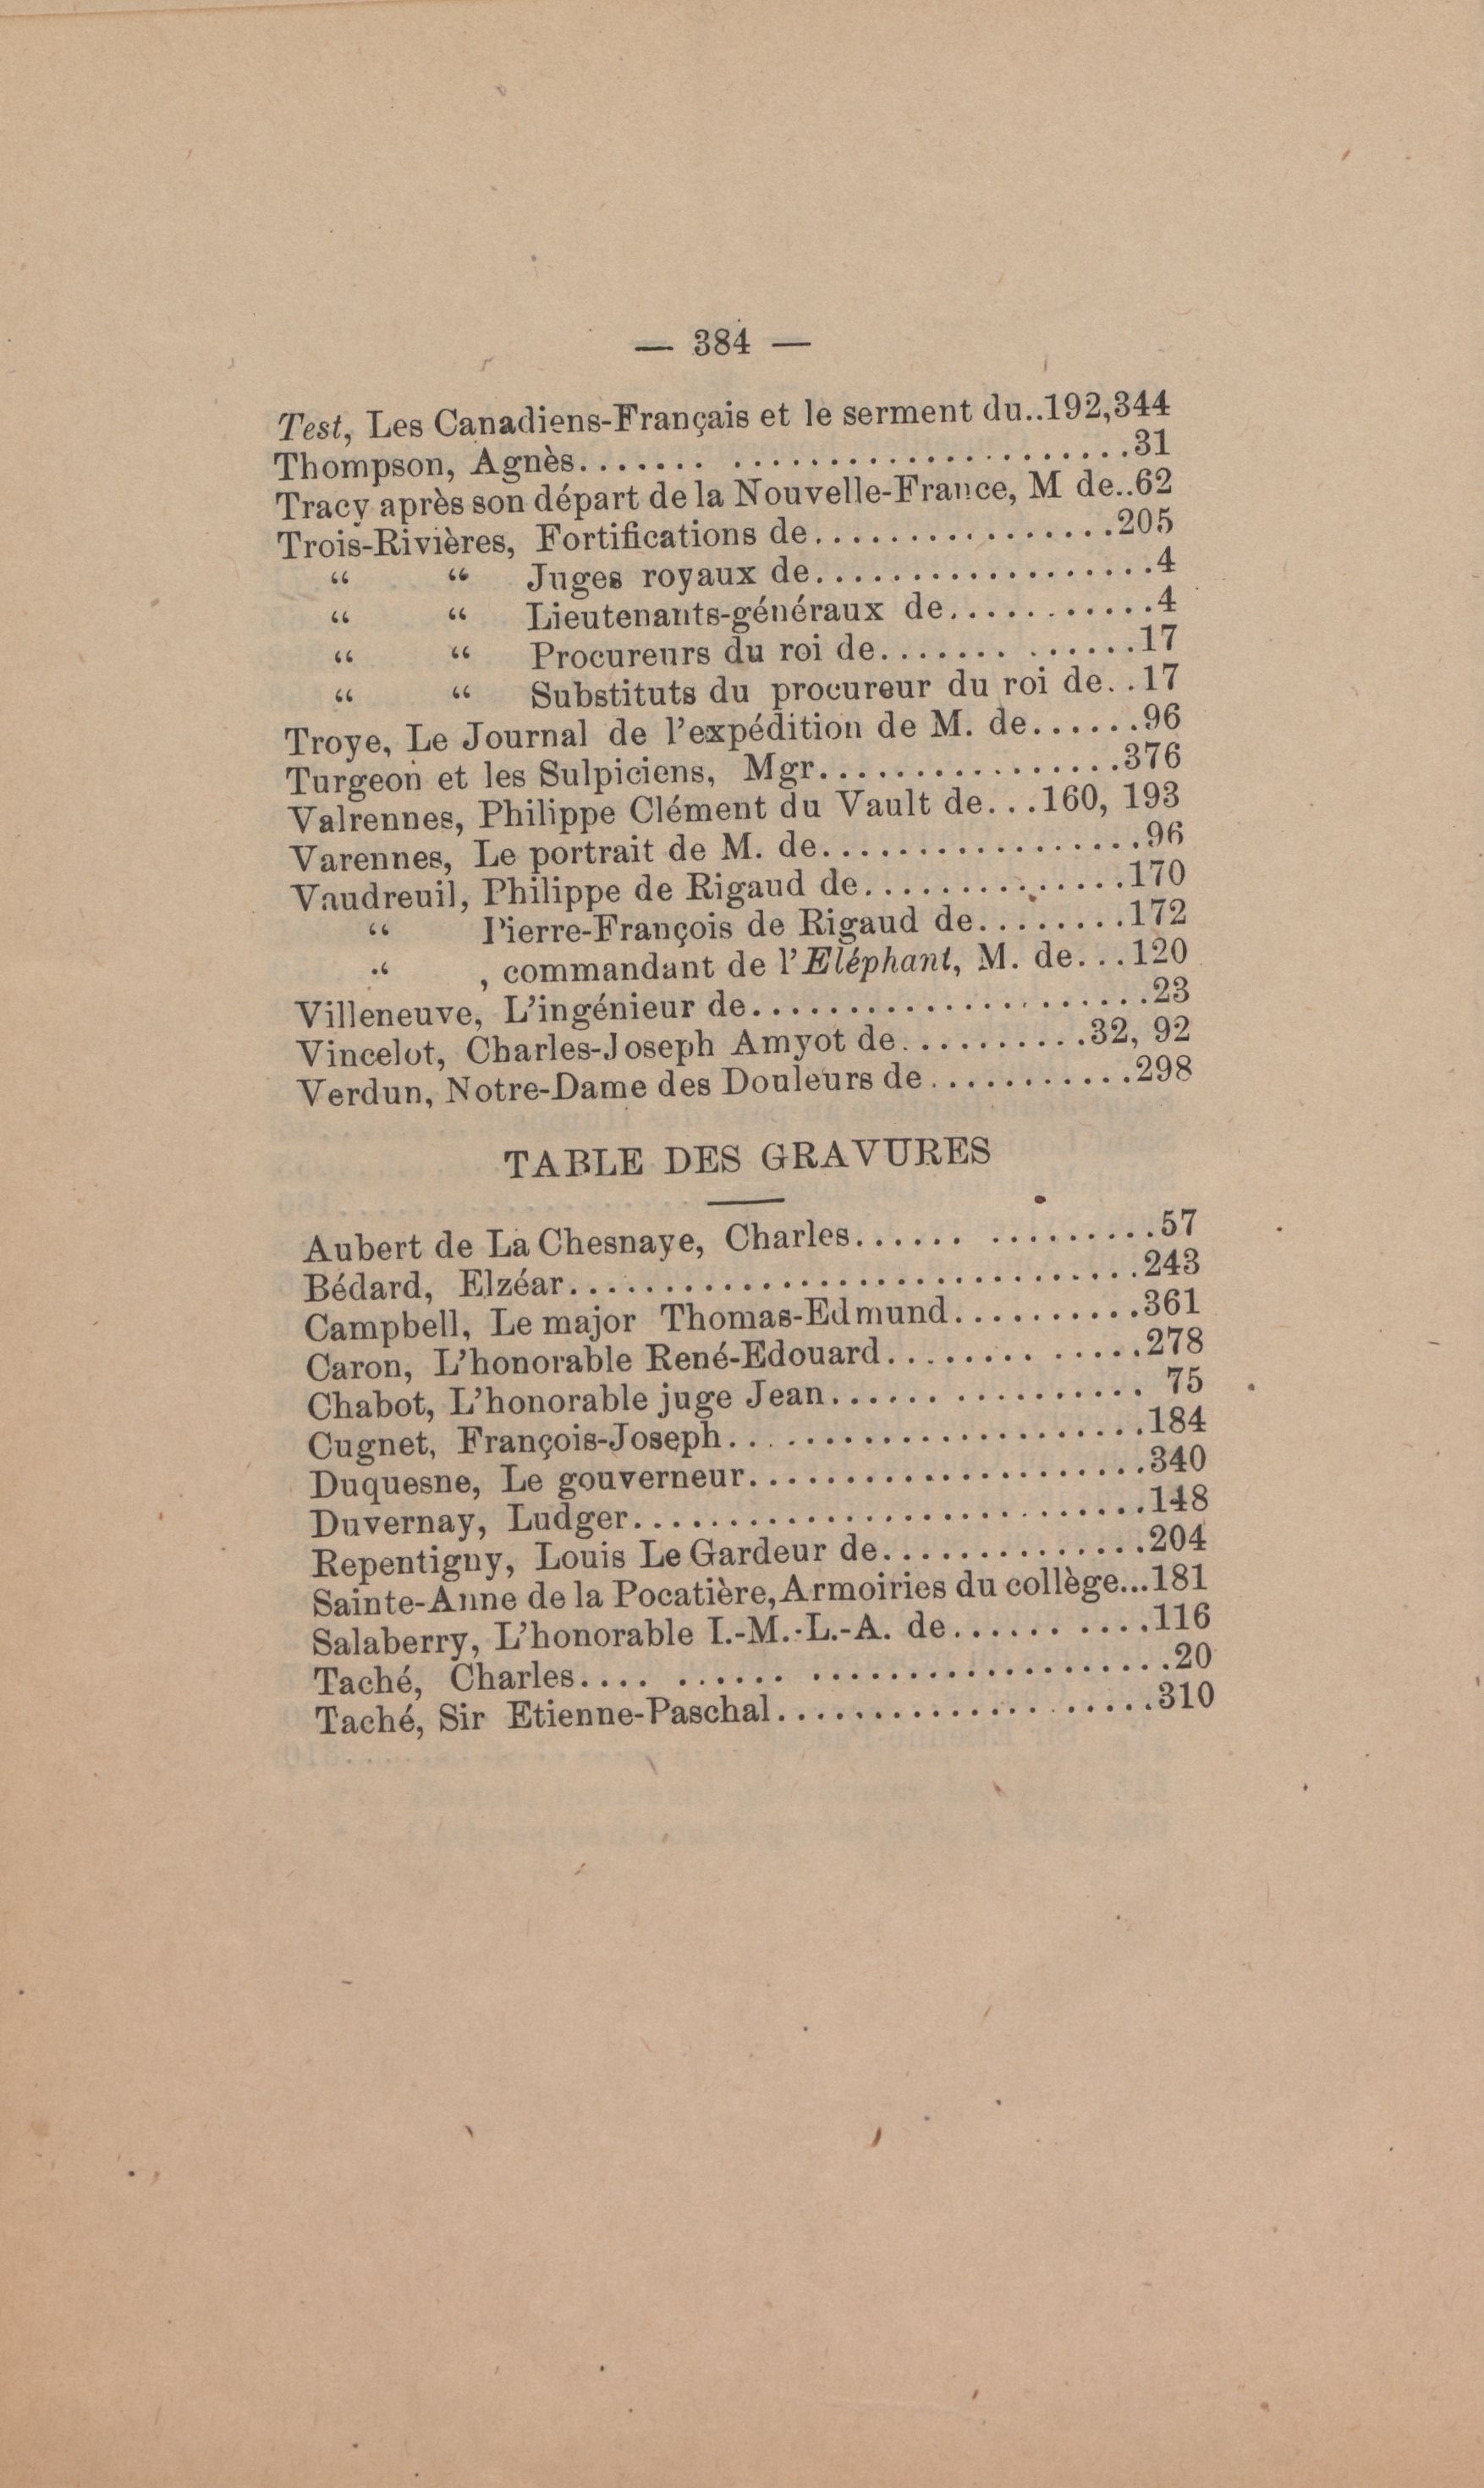 — 384 —
Test, Les Canadiens-Français et le serment du..192,344
Thompson, Agnès....... .....................31
Tracy après son départ de la Nouvelle-France, M de..62
Trois-Rivières, Fortifications de................205
“ “ Juges royaux de..................4
“ “ Lieutenants-généraux de...........4
“ “ Procureurs du roi de....... ......17
“ “ Substituts du procureur du roi de..17
Troye, Le Journal de l’expédition de M. de......96
Turgeon et les Sulpiciens, Mgr................376
Valrennes, Philippe Clément du Vault de...160, 193
Varennes, Le portrait de M. de.................96
Vaudreuil, Philippe de Rigaud de..............170
“ Pierre-François de Rigaud de........172
“ , commandant de l’Eléphant, M. de...120
Villeneuve, L’ingénieur de.....................23
Vincelot, Charles-Joseph Amyot de..........32, 92
Verdun, Notre-Dame des Douleurs de...........298
TABLE DES GRAVURES
Aubert de La Chesnaye, Charles...... .........57
Bédard, Elzéar..............................243
Campbell, Le major Thomas-Edmund..........361
Caron, L’honorable René-Edouard........ .....278
Chabot, L’honorable juge Jean...... .......... 75
Cugnet, François-Joseph......................184
Duquesne, Le gouverneur.....................340
Duvernay, Ludger...........................148
Repentigny, Louis Le Gardeur de..............204
Sainte-Anne de la Pocatière, Armoiries du collège...181
Salaberry, L’honorable I.-M.-L.-A. de...... ....116
Taché, Charles.... ...... ...................20
Taché, Sir Etienne-Paschal.............. .....310